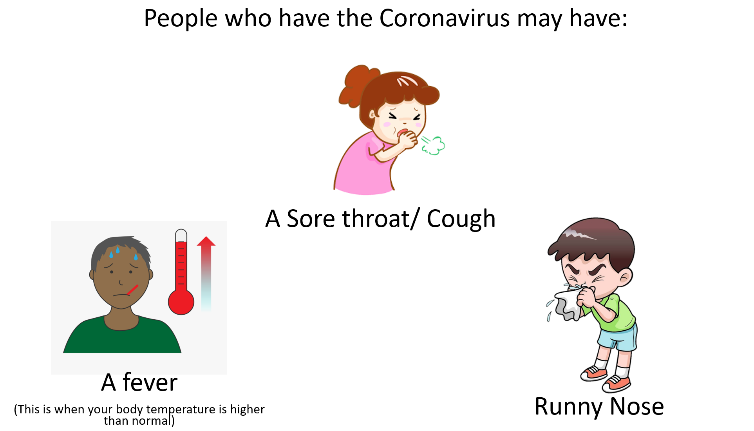 People who have the Coronavirus may have:
A Sore throat/ Cough
A fever
(This is when your body temperature is higher
than normal)
Runny Nose